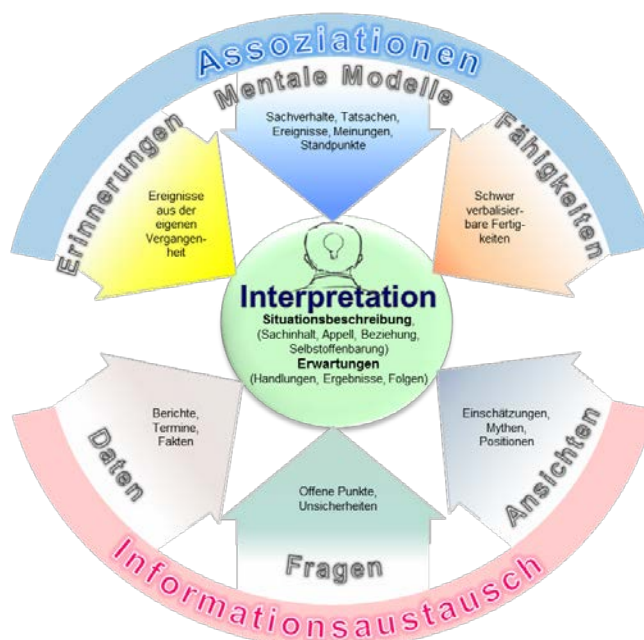 Assoziationen
Mentale Modelle
Erinnerungen
Fähigkeiten
Sachverhalte, Tatsachen,
Ereignisse, Meinungen,
Standpunkte
Ereignisse
aus der
eigenen
Vergangen-
heit
Schwer
verbalisier-
bare Fertig-
keiten
Interpretation
Situationsbeschreibung,
(Sachinhalt, Appell, Beziehung,
Selbstoffenbarung)
Erwartungen
(Handlungen, Ergebnisse, Folgen)
Berichte,
Termine,
Fakten
Einschätzungen,
Mythen,
Positionen
Offene Punkte,
Unsicherheiten
Daten
Fragen
Ansichten
Informationsaustausch